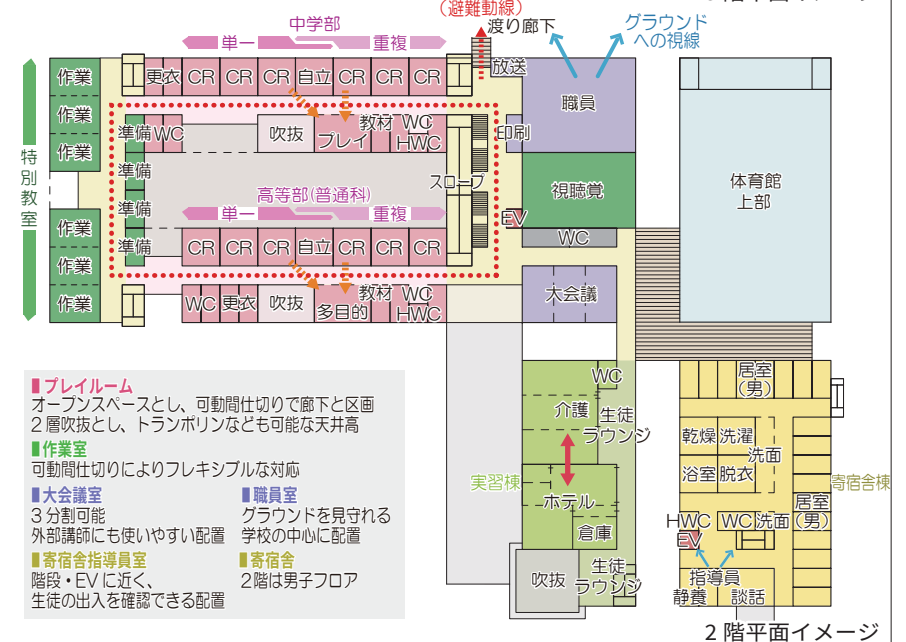 （避難動線）
渡り廊下
グラウンド
への視線
中学部
単一
重複
放送
作業
更衣
CR
CR
CR
自立
CR
CR
CR
職員
作業
準備
WC
吹抜
教材
WC
プレイ
HWC
印刷
作業
準備
特別教室
スロープ
視聴覚
体育館
上部
高等部(普通科)
準備
単一
重複
EV
作業
準備
CR
CR
CR
自立
CR
CR
CR
WC
作業
作業
WC
更衣
吹抜
教材
WC
多目的
HWC
大会議
■プレイルーム
オープンスペースとし、可動間仕切りで廊下と区画
2層吹抜とし、トランポリンなども可能な天井高
■作業室
可動間仕切りによりフレキシブルな対応
■大会議室
3分割可能
外部講師にも使いやすい配置
■職員室
グラウンドを見守れる
学校の中心に配置
■寄宿舎指導員室
階段・EVに近く、
生徒の出入を確認できる配置
■寄宿舎
2階は男子フロア
WC
介護
生徒
ラウンジ
実習棟
ホテル
倉庫
吹抜
生徒
ラウンジ
居室
(男)
乾燥
洗濯
洗面
浴室
脱衣
寄宿舎棟
居室
(男)
HWC
WC
洗面
EV
指導員
静養
談話
2階平面イメージ